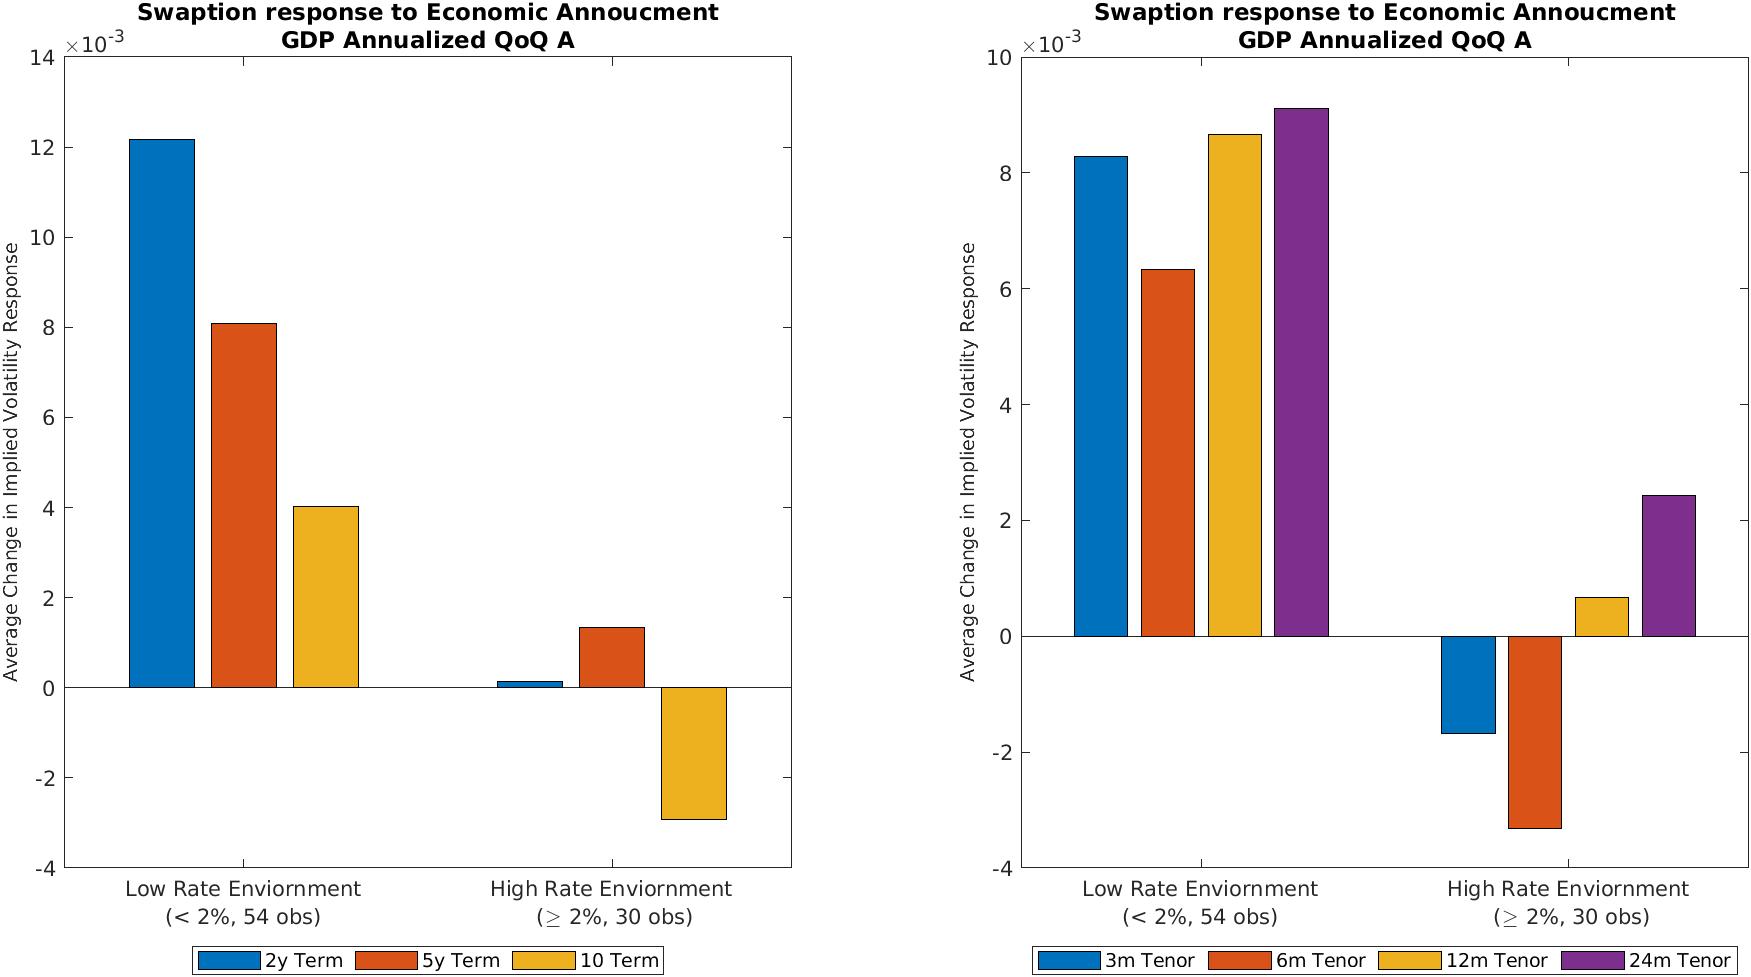 Swaption response to Economic Annoucment
GDP Annualized QoQ A
×10-3
14
12
10
8
6
4
2
0
-2
-4
Average Change in Implied Volatility Response
Low Rate Enviornment
(< 2%, 54 obs)
High Rate Enviornment
(≥ 2%, 30 obs)
2y Term 5y Term 10 Term
Swaption response to Economic Annoucment
GDP Annualized QoQ A
×10-3
10
8
6
4
2
0
-2
-4
Average Change in Implied Volatility Response
Low Rate Enviornment
(< 2%, 54 obs)
High Rate Enviornment
(≥ 2%, 30 obs)
3m Tenor 6m Tenor 12m Tenor 24m Tenor